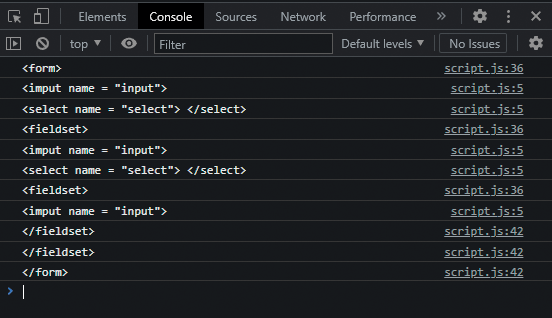 Elements Console Sources Network Performance »
top ▾ Filter Default levels ▾ No Issues
<form> script.js:36
<imput name = "input"> script.js:5
<select name = "select"> </select> script.js:5
<fieldset> script.js:36
<imput name = "input"> script.js:5
<select name = "select"> </select> script.js:5
<fieldset> script.js:36
<imput name = "input"> script.js:5
</fieldset> script.js:42
</fieldset> script.js:42
</form> script.js:42
>